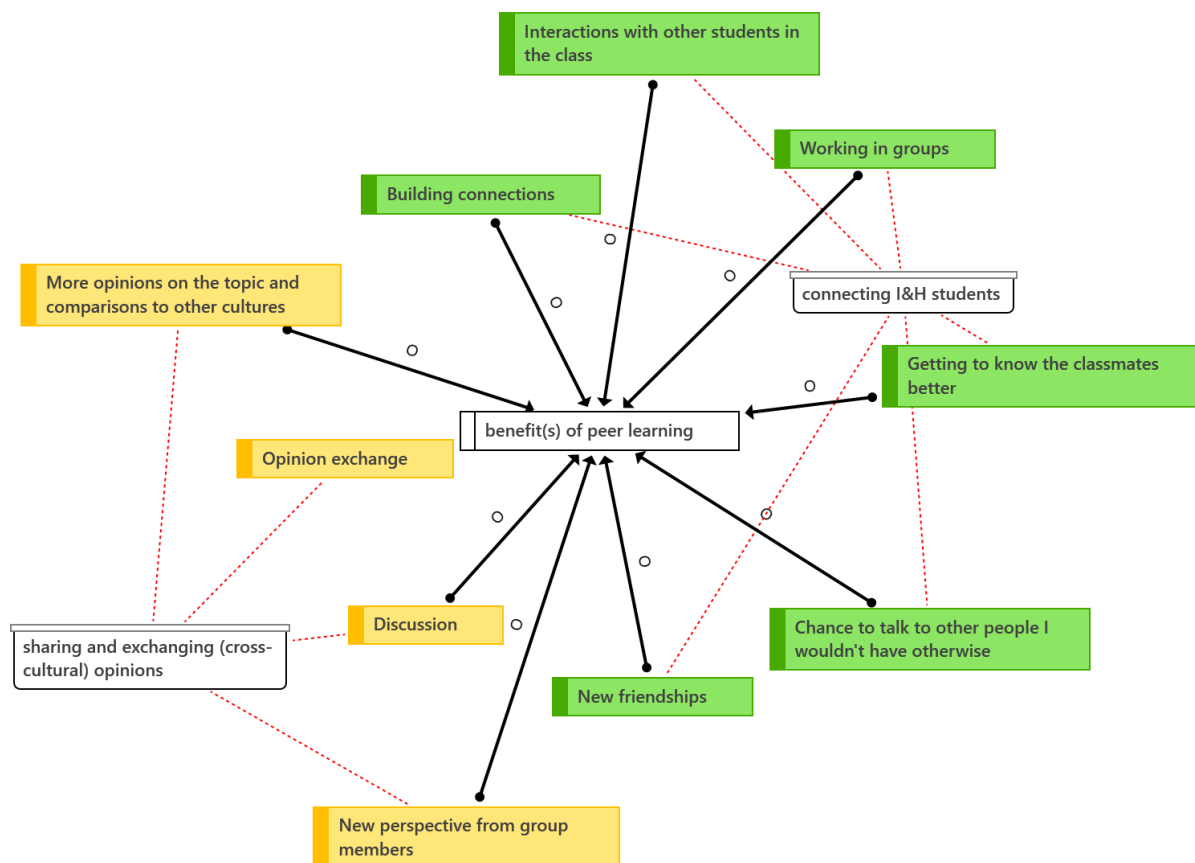 Interactions with other students in
the class
Working in groups
Building connections
More opinions on the topic and
comparisons to other cultures
connecting I&H students
Getting to know the classmates
better
benefit(s) of peer learning
Opinion exchange
Discussion
sharing and exchanging (cross-
cultural) opinions
Chance to talk to other people I
wouldn't have otherwise
New friendships
New perspective from group
members